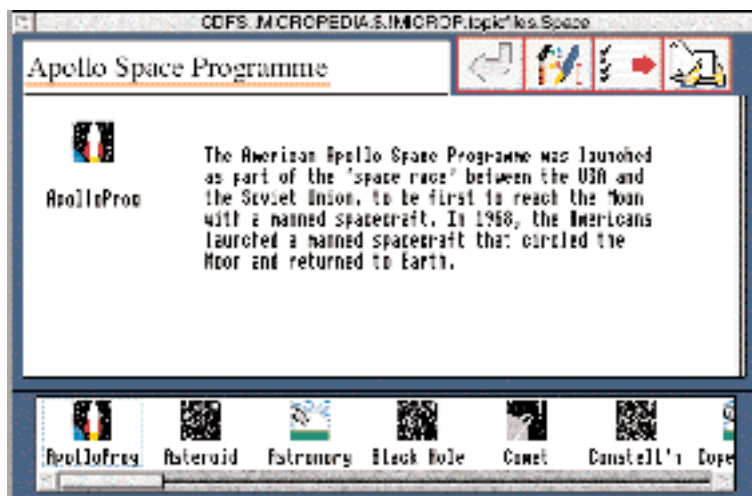 CDFS::MICROPEDIA.$.!MICROP.topicfiles.Space
Apollo Space Programme
ApolloProg
The American Apollo Space Programme was launched
as part of the 'space race' between the USA and
the Soviet Union, to be first to reach the Moon
with a manned spacecraft. In 1968, the Americans
launched a manned spacecraft that circled the
Moon and returned to Earth.
ApolloProg Asteroid Astronomy Black Hole Comet Constell'n Cope